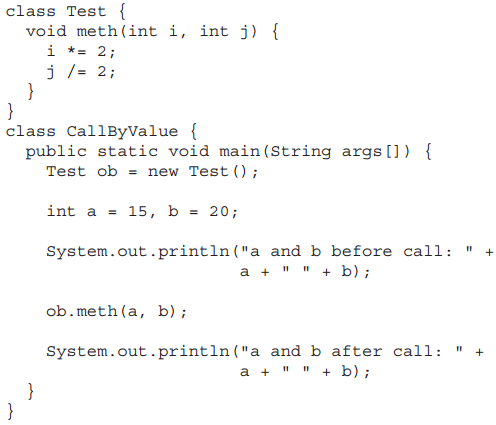 class Test {
  void meth(int i, int j) {
    i *= 2;
    j /= 2;
  }
}
class CallByValue {
  public static void main(String args[]) {
    Test ob = new Test();

    int a = 15, b = 20;

    System.out.println("a and b before call: " +
                       a + " " + b);

    ob.meth(a, b);

    System.out.println("a and b after call: " +
                       a + " " + b);
  }
}